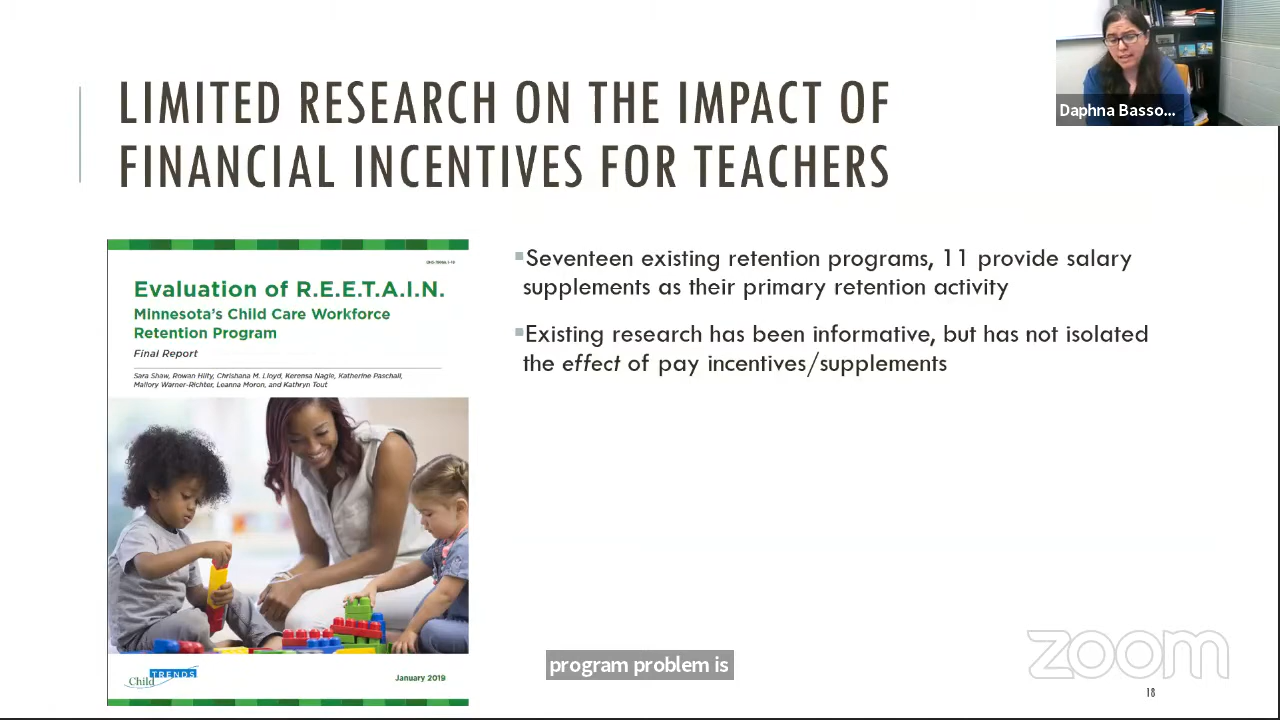 LIMITED RESEARCH ON THE IMPACT OF
FINANCIAL INCENTIVES FOR TEACHERS
Daphna Basso...
Evaluation of R.E.E.T.A.I.N.
Minnesota's Child Care Workforce
Retention Program
Final Report
Sara Shaw, Rowan Hilty, Chrishana M. Lloyd, Kerensa Nagle, Katherine Paschall,
Mallory Warner-Richter, Leanna Moron, and Kathryn Tout
Child TRENDS
January 2019
Seventeen existing retention programs, 11 provide salary
supplements as their primary retention activity
Existing research has been informative, but has not isolated
the effect of pay incentives/supplements
program problem is
zoom
18